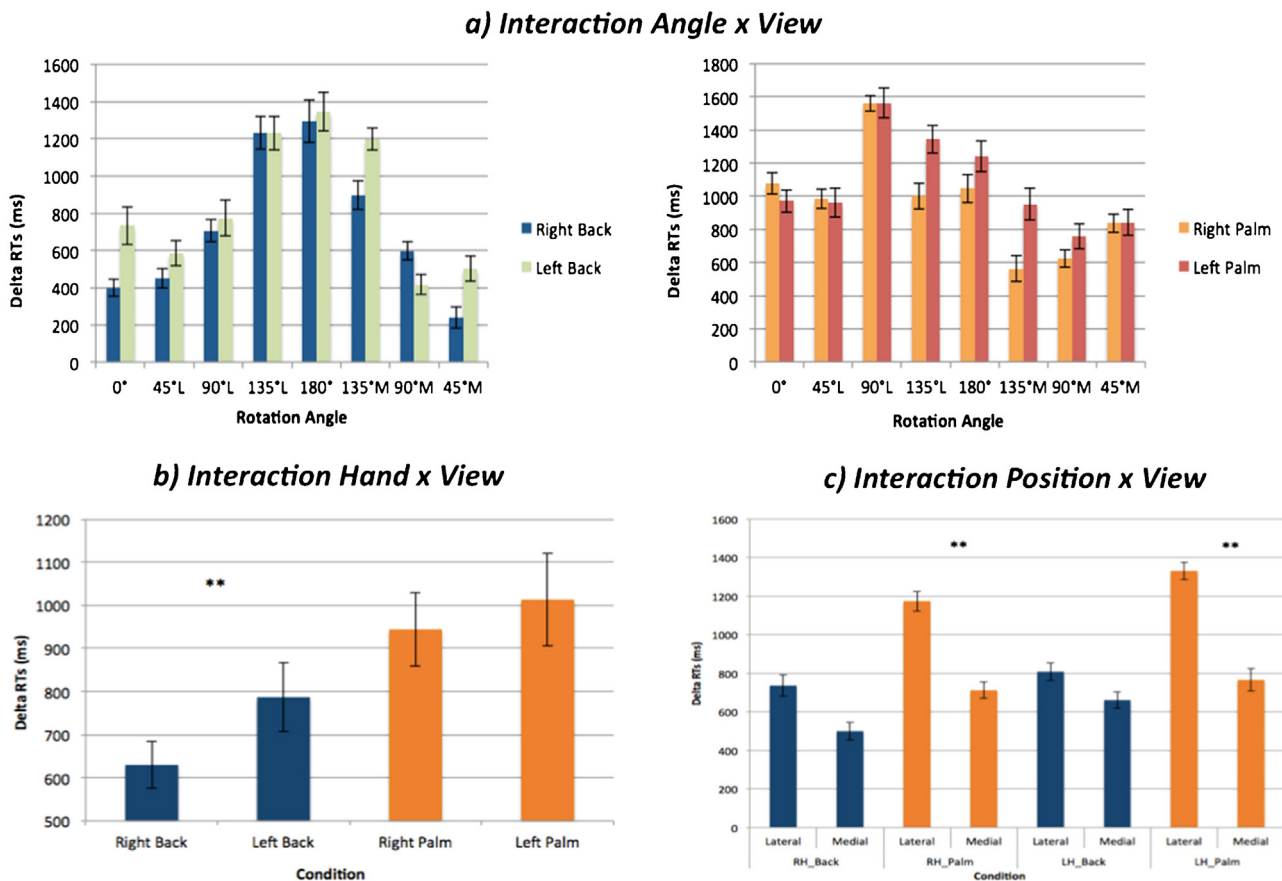 a) Interaction Angle x View
Delta RTs (ms)
1600
1400
1200
1000
800
600
400
200
0
0° 45°L 90°L 135°L 180° 135°M 90°M 45°M
Rotation Angle
Right Back
Left Back
Delta RTs (ms)
1800
1600
1400
1200
1000
800
600
400
200
0
0° 45°L 90°L 135°L 180° 135°M 90°M 45°M
Rotation Angle
Right Palm
Left Palm
b) Interaction Hand x View
Delta RTs (ms)
1200
1100
1000
900
800
700
600
500
**
Right Back Left Back Right Palm Left Palm
Condition
c) Interaction Position x View
Delta RTs (ms)
1600
1400
1200
1000
800
600
400
200
0
** **
Lateral Medial Lateral Medial Lateral Medial Lateral Medial
RH_Back RH_Palm LH_Back LH_Palm
Condition